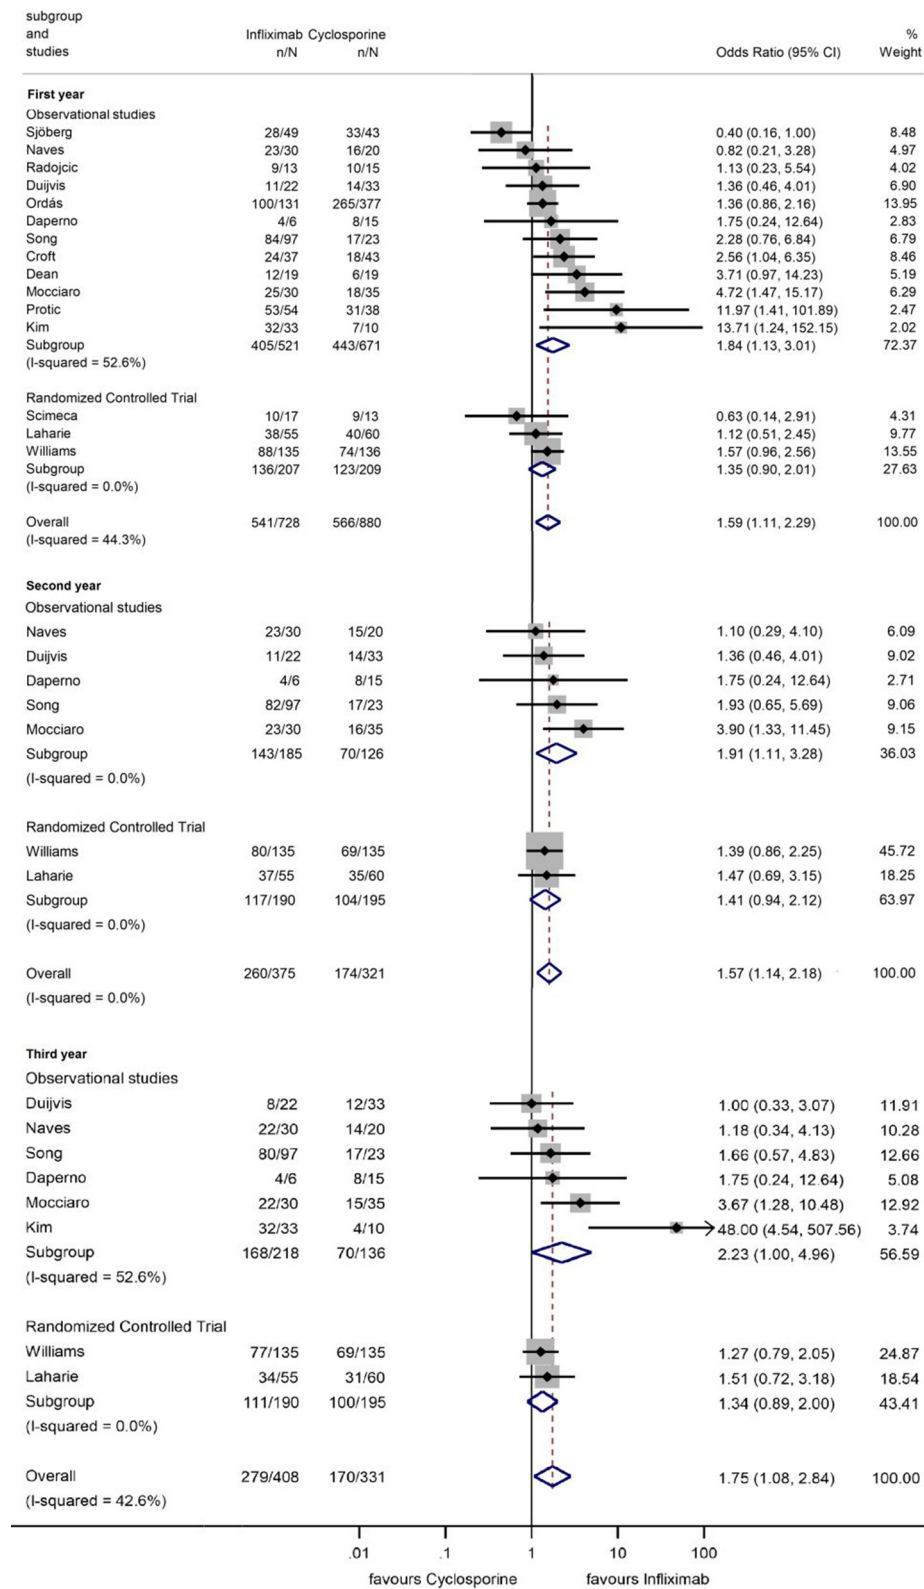 subgroup
and Infliximab Cyclosporine %
studies n/N n/N Odds Ratio (95% CI) Weight
First year
Observational studies
Sjöberg 28/49 33/43 0.40 (0.16, 1.00) 8.48
Naves 23/30 16/20 0.82 (0.21, 3.28) 4.97
Radojcic 9/13 10/15 1.13 (0.23, 5.54) 4.02
Duijvis 11/22 14/33 1.36 (0.46, 4.01) 6.90
Ordás 100/131 265/377 1.36 (0.86, 2.16) 13.95
Daperno 4/6 8/15 1.75 (0.24, 12.64) 2.83
Song 84/97 17/23 2.28 (0.76, 6.84) 6.79
Croft 24/37 18/43 2.56 (1.04, 6.35) 8.46
Dean 12/19 6/19 3.71 (0.97, 14.23) 5.19
Mocciaro 25/30 18/35 4.72 (1.47, 15.17) 6.29
Protic 53/54 31/38 11.97 (1.41, 101.89) 2.47
Kim 32/33 7/10 13.71 (1.24, 152.15) 2.02
Subgroup 405/521 443/671 1.84 (1.13, 3.01) 72.37
(I-squared = 52.6%)
Randomized Controlled Trial
Scimeca 10/17 9/13 0.63 (0.14, 2.91) 4.31
Laharie 38/55 40/60 1.12 (0.51, 2.45) 9.77
Williams 88/135 74/136 1.57 (0.96, 2.56) 13.55
Subgroup 136/207 123/209 1.35 (0.90, 2.01) 27.63
(I-squared = 0.0%)
Overall 541/728 566/880 1.59 (1.11, 2.29) 100.00
(I-squared = 44.3%)
Second year
Observational studies
Naves 23/30 15/20 1.10 (0.29, 4.10) 6.09
Duijvis 11/22 14/33 1.36 (0.46, 4.01) 9.02
Daperno 4/6 8/15 1.75 (0.24, 12.64) 2.71
Song 82/97 17/23 1.93 (0.65, 5.69) 9.06
Mocciaro 23/30 16/35 3.90 (1.33, 11.45) 9.15
Subgroup 143/185 70/126 1.91 (1.11, 3.28) 36.03
(I-squared = 0.0%)
Randomized Controlled Trial
Williams 80/135 69/135 1.39 (0.86, 2.25) 45.72
Laharie 37/55 35/60 1.47 (0.69, 3.15) 18.25
Subgroup 117/190 104/195 1.41 (0.94, 2.12) 63.97
(I-squared = 0.0%)
Overall 260/375 174/321 1.57 (1.14, 2.18) 100.00
(I-squared = 0.0%)
Third year
Observational studies
Duijvis 8/22 12/33 1.00 (0.33, 3.07) 11.91
Naves 22/30 14/20 1.18 (0.34, 4.13) 10.28
Song 80/97 17/23 1.66 (0.57, 4.83) 12.66
Daperno 4/6 8/15 1.75 (0.24, 12.64) 5.08
Mocciaro 22/30 15/35 3.67 (1.28, 10.48) 12.92
Kim 32/33 4/10 48.00 (4.54, 507.56) 3.74
Subgroup 168/218 70/136 2.23 (1.00, 4.96) 56.59
(I-squared = 52.6%)
Randomized Controlled Trial
Williams 77/135 69/135 1.27 (0.79, 2.05) 24.87
Laharie 34/55 31/60 1.51 (0.72, 3.18) 18.54
Subgroup 111/190 100/195 1.34 (0.89, 2.00) 43.41
(I-squared = 0.0%)
Overall 279/408 170/331 1.75 (1.08, 2.84) 100.00
(I-squared = 42.6%)
.01 .1 1 10 100
favours Cyclosporine favours Infliximab